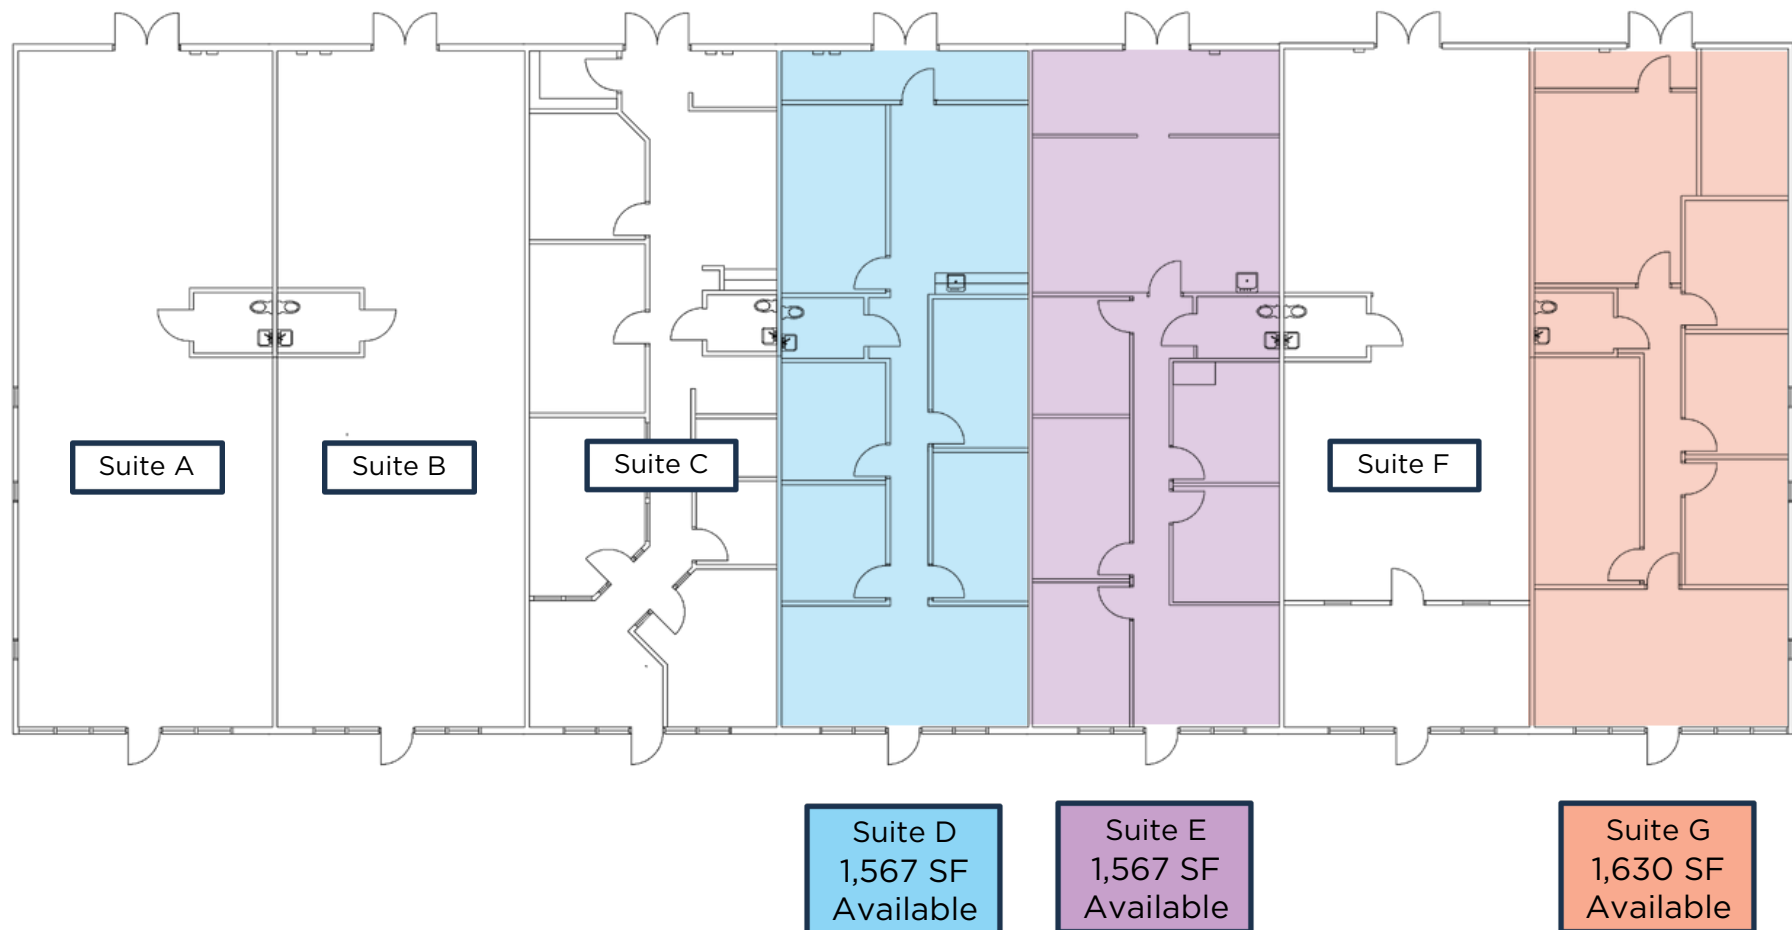 Suite A
Suite B
Suite C
Suite F
Suite D
1,567 SF
Available
Suite E
1,567 SF
Available
Suite G
1,630 SF
Available